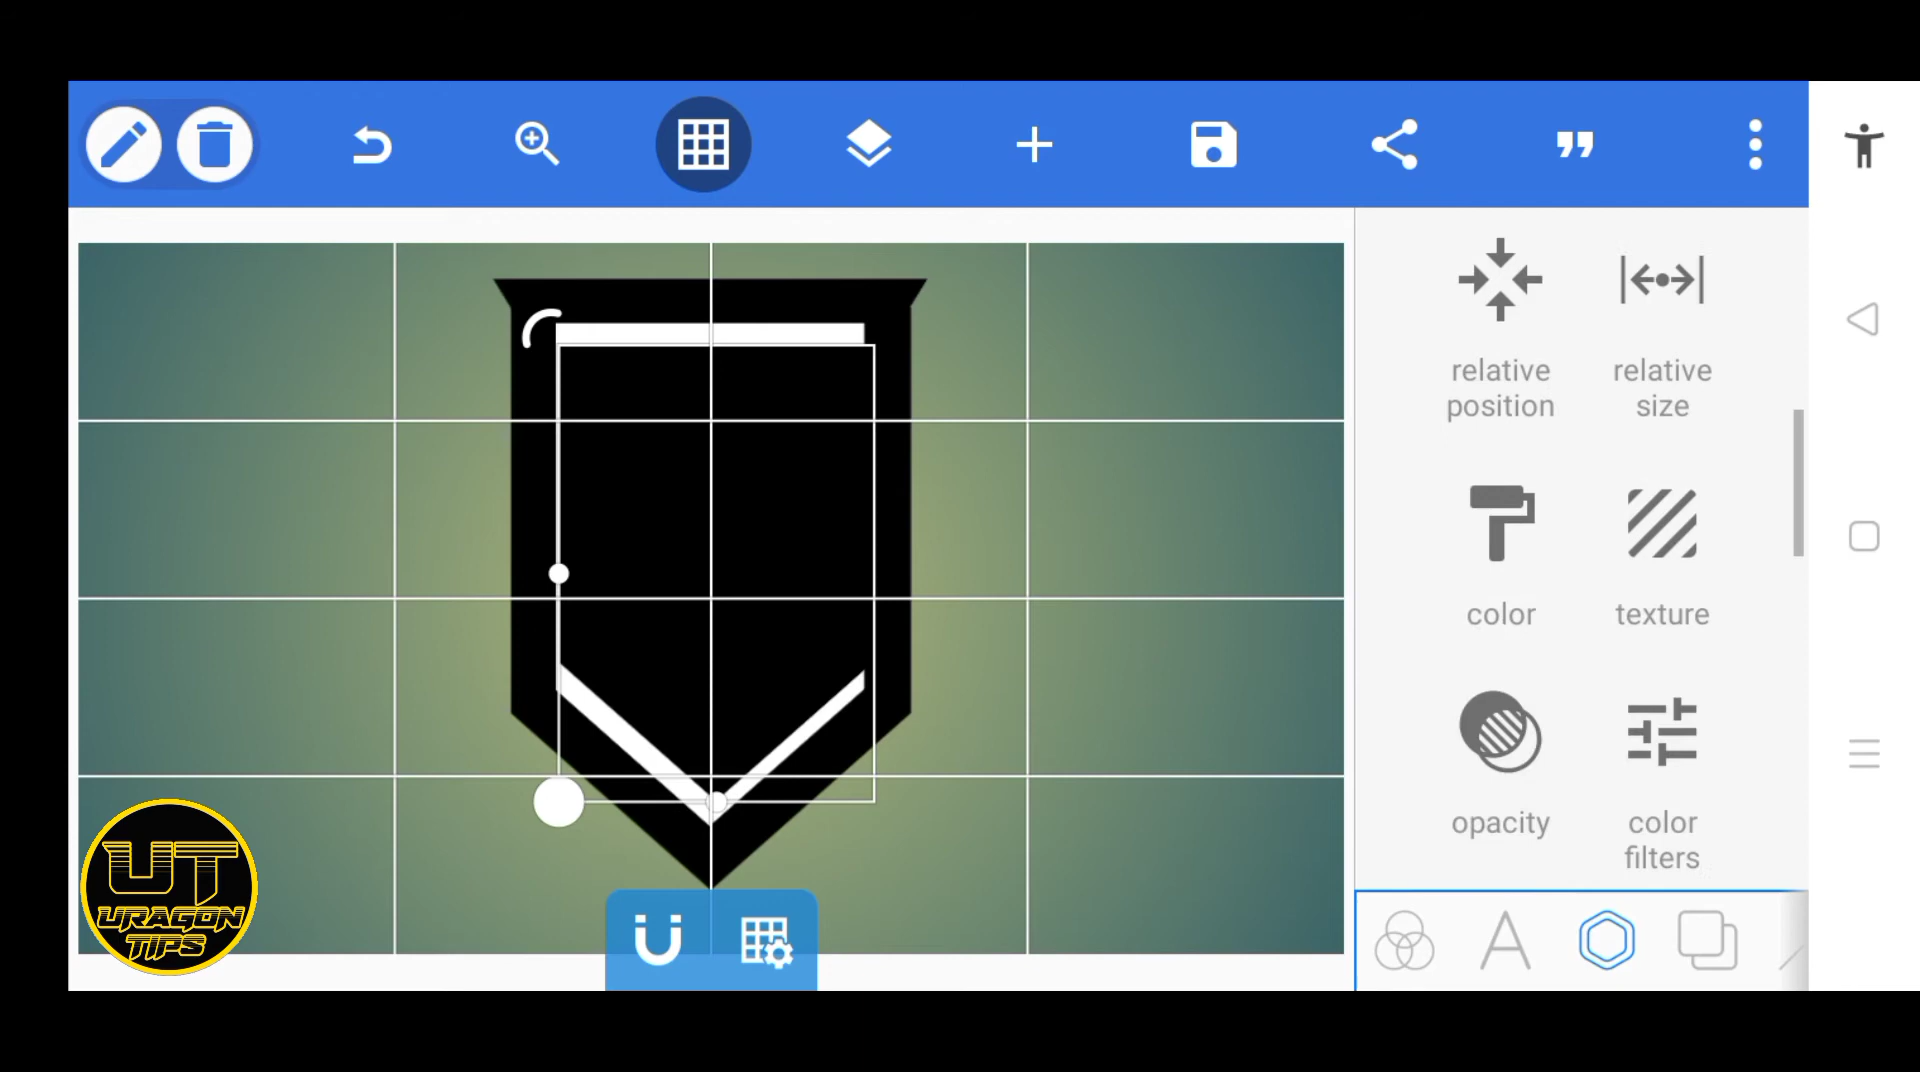 relative
position
relative
size
color
texture
opacity
color
filters
UT
URAGON
TIPS